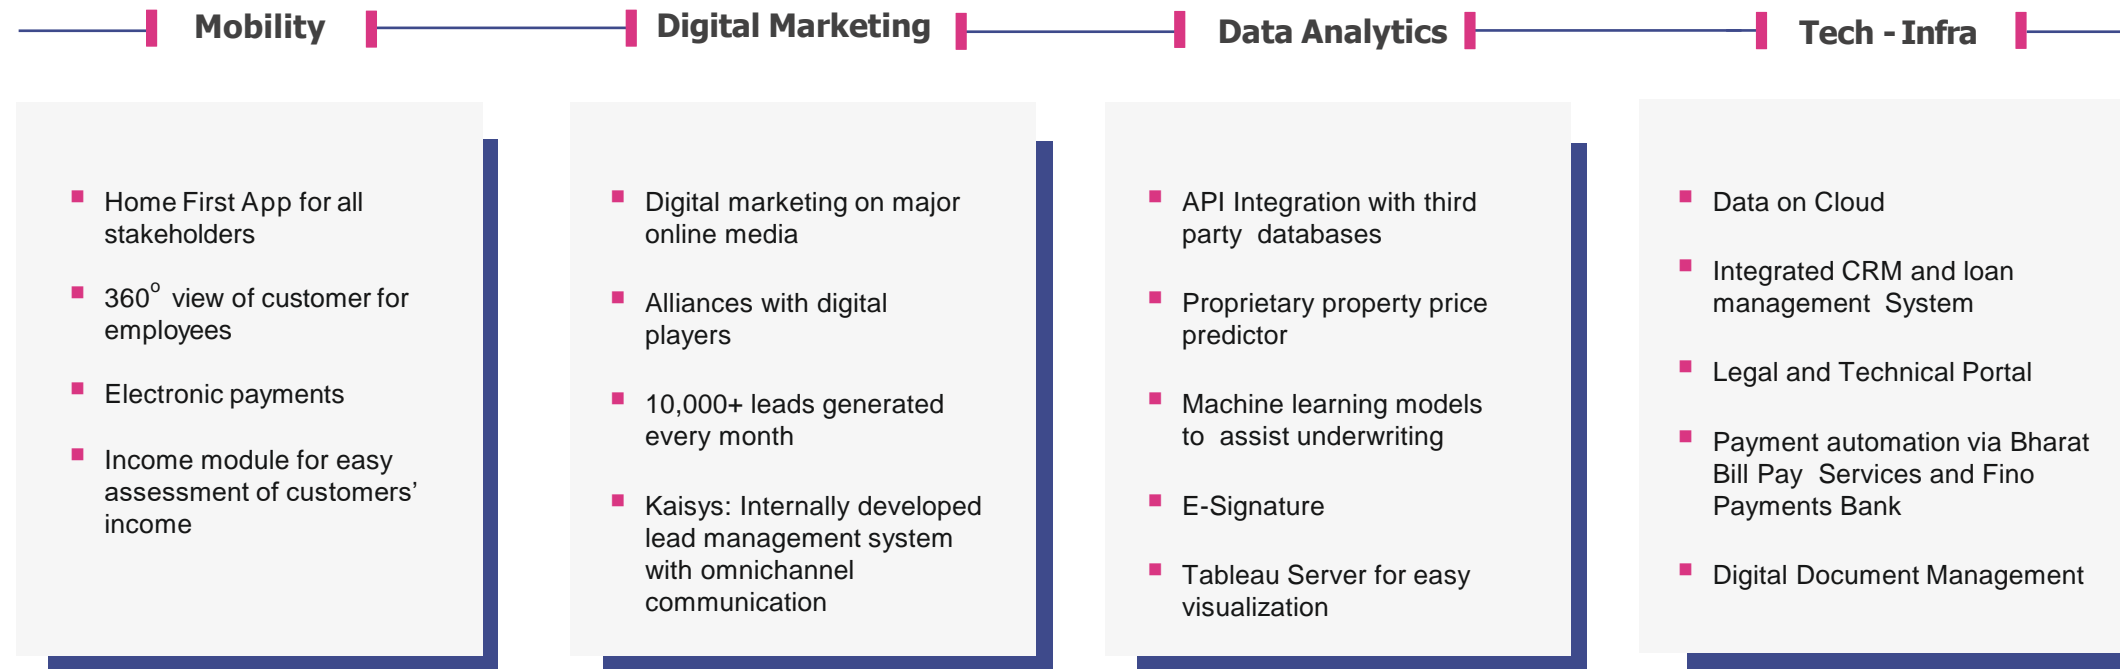 Mobility
Digital Marketing
Data Analytics
Tech - Infra
Home First App for all
stakeholders
360° view of customer for
employees
Electronic payments
Income module for easy
assessment of customers’
income
Digital marketing on major
online media
Alliances with digital
players
10,000+ leads generated
every month
Kaisys: Internally developed
lead management system
with omnichannel
communication
API Integration with third
party databases
Proprietary property price
predictor
Machine learning models
to assist underwriting
E-Signature
Tableau Server for easy
visualization
Data on Cloud
Integrated CRM and loan
management System
Legal and Technical Portal
Payment automation via Bharat
Bill Pay Services and Fino
Payments Bank
Digital Document Management